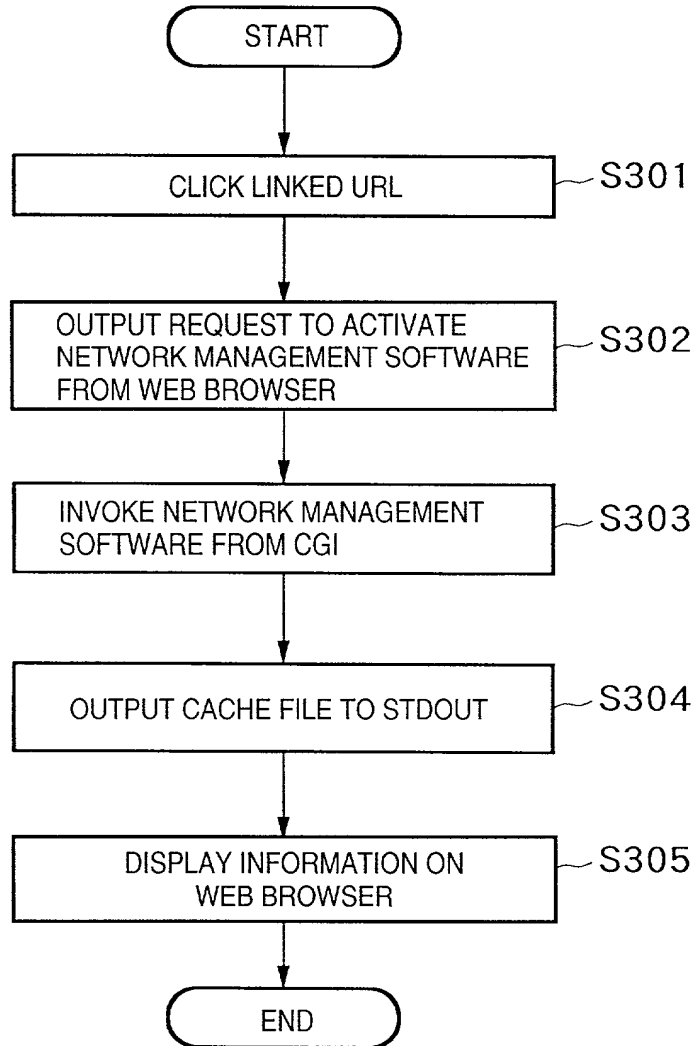 START
CLICK LINKED URL
S301
OUTPUT REQUEST TO ACTIVATE
NETWORK MANAGEMENT SOFTWARE
FROM WEB BROWSER
S302
INVOKE NETWORK MANAGEMENT
SOFTWARE FROM CGI
S303
OUTPUT CACHE FILE TO STDOUT
S304
DISPLAY INFORMATION ON
WEB BROWSER
S305
END